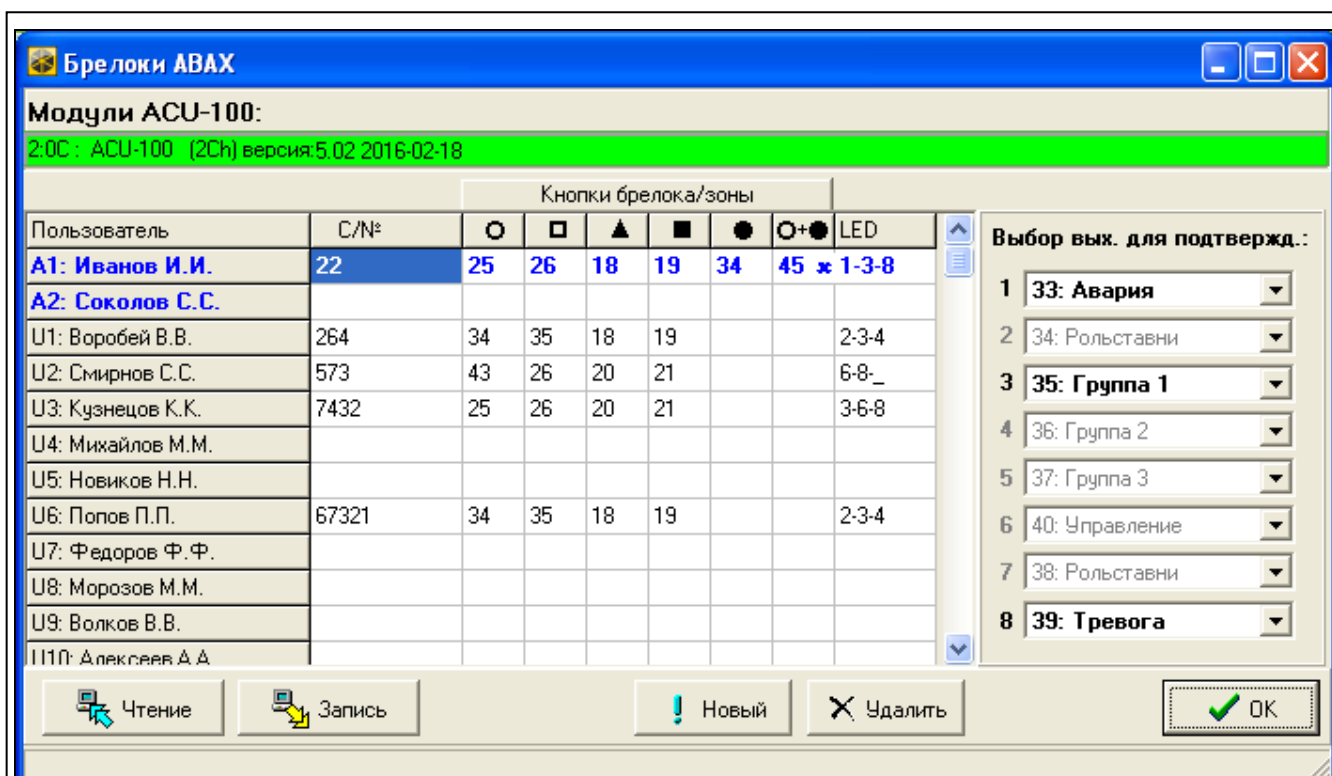 Брелоки ABAX
Модули ACU-100:
2:0C : ACU-100 (2Ch) версия:5.02 2016-02-18
Кнопки брелока/зоны
Пользователь С/№ LED
A1: Иванов И.И. 22 25 26 18 19 34 45 x 1-3-8
A2: Соколов С.С.
U1: Воробей В.В. 264 34 35 18 19 2-3-4
U2: Смирнов С.С. 573 43 26 20 21 6-8-_
U3: Кузнецов К.К. 7432 25 26 20 21 3-6-8
U4: Михайлов М.М.
U5: Новиков Н.Н.
U6: Попов П.П. 67321 34 35 18 19 2-3-4
U7: Федоров Ф.Ф.
U8: Морозов М.М.
U9: Волков В.В.
U10: Алексеев А.А
Выбор вых. для подтвержд.:
1 33: Авария
2 34: Рольставни
3 35: Группа 1
4 36: Группа 2
5 37: Группа 3
6 40: Управление
7 38: Рольставни
8 39: Тревога
Чтение Запись Новый Удалить OK